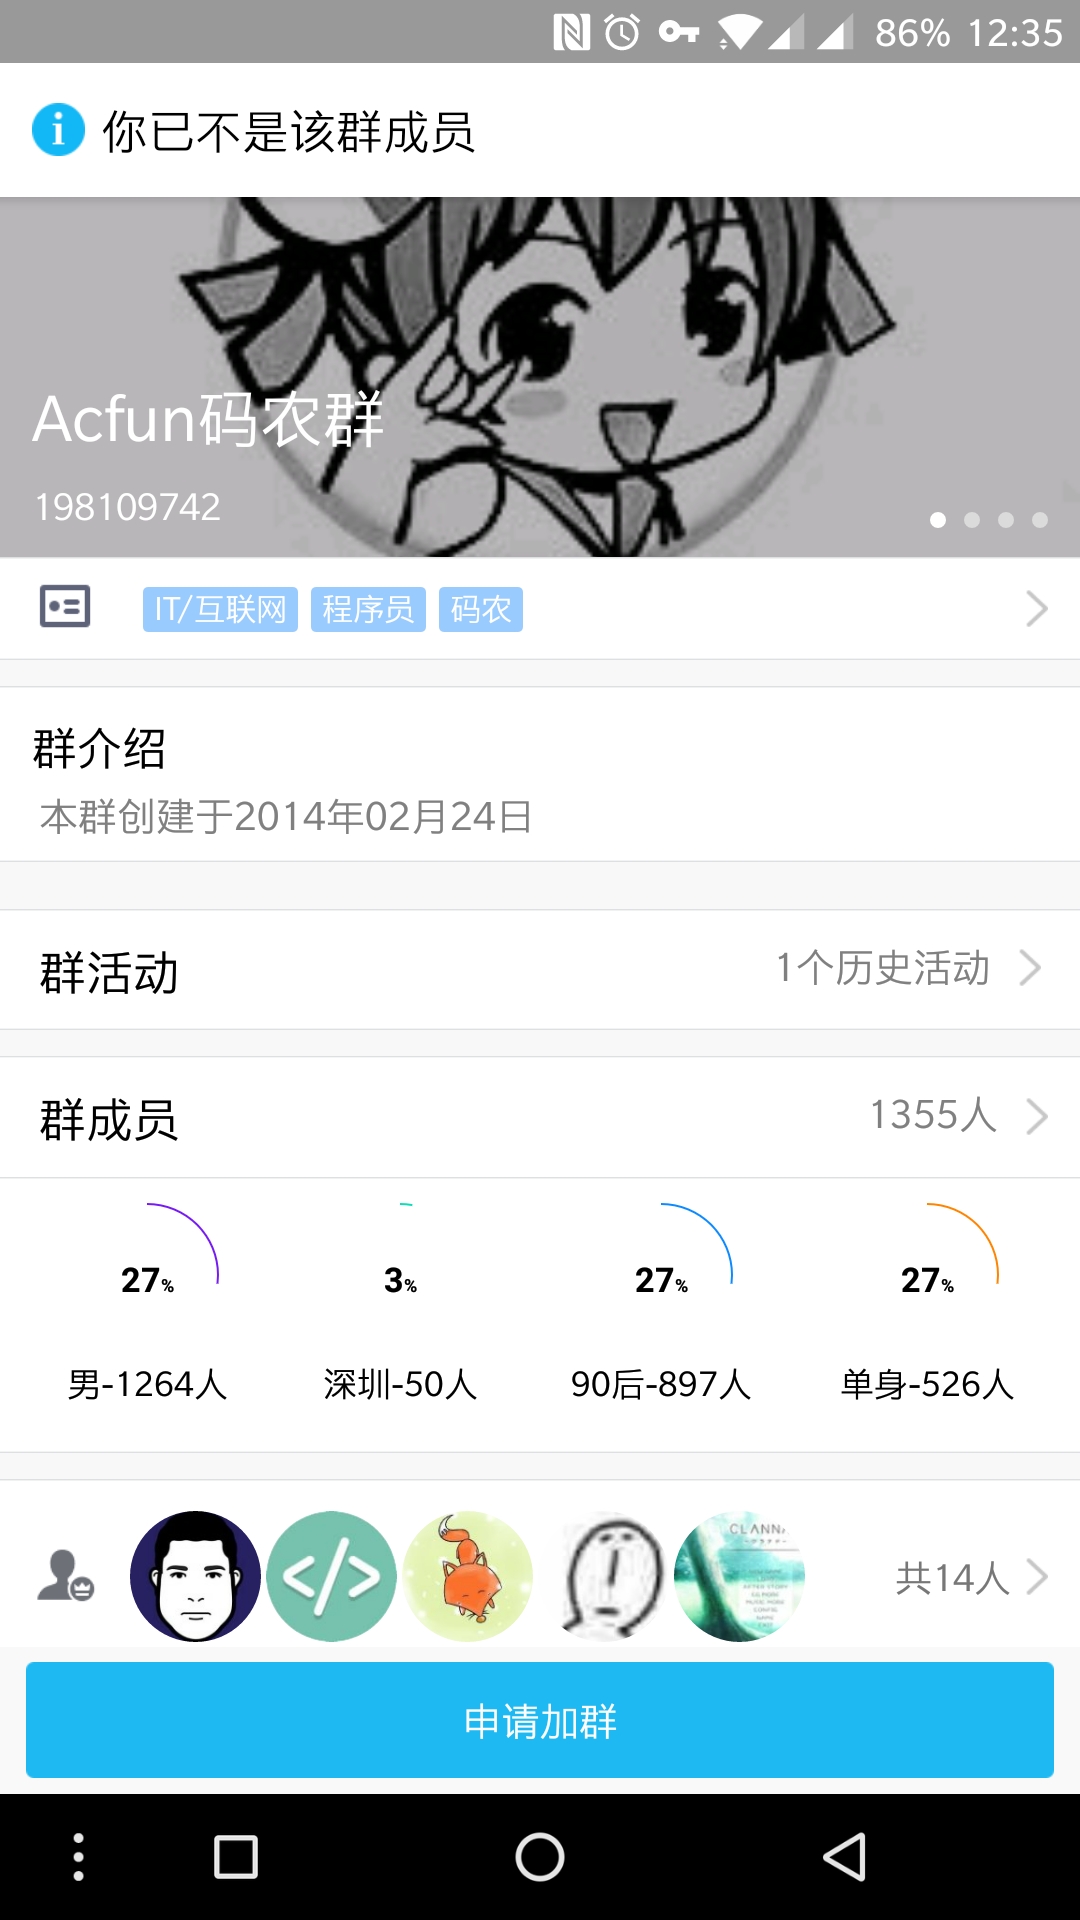 86% 12:35
你已不是该群成员
Acfun码农群
198109742
IT/互联网 程序员 码农
群介绍
本群创建于2014年02月24日
群活动 1个历史活动
群成员 1355人
27% 3% 27% 27%
男-1264人 深圳-50人 90后-897人 单身-526人
</>
CLANN
共14人
申请加群